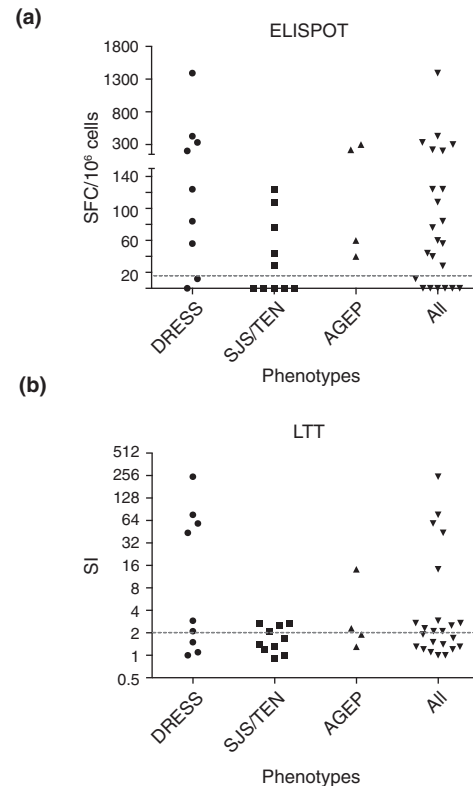 (a)
ELISPOT
SFC/10⁶ cells
1800
1300
800
300
140
100
60
20
DRESS
SJS/TEN
AGEP
All
Phenotypes
(b)
LTT
SI
512
256
128
64
32
16
8
4
2
1
0.5
DRESS
SJS/TEN
AGEP
All
Phenotypes